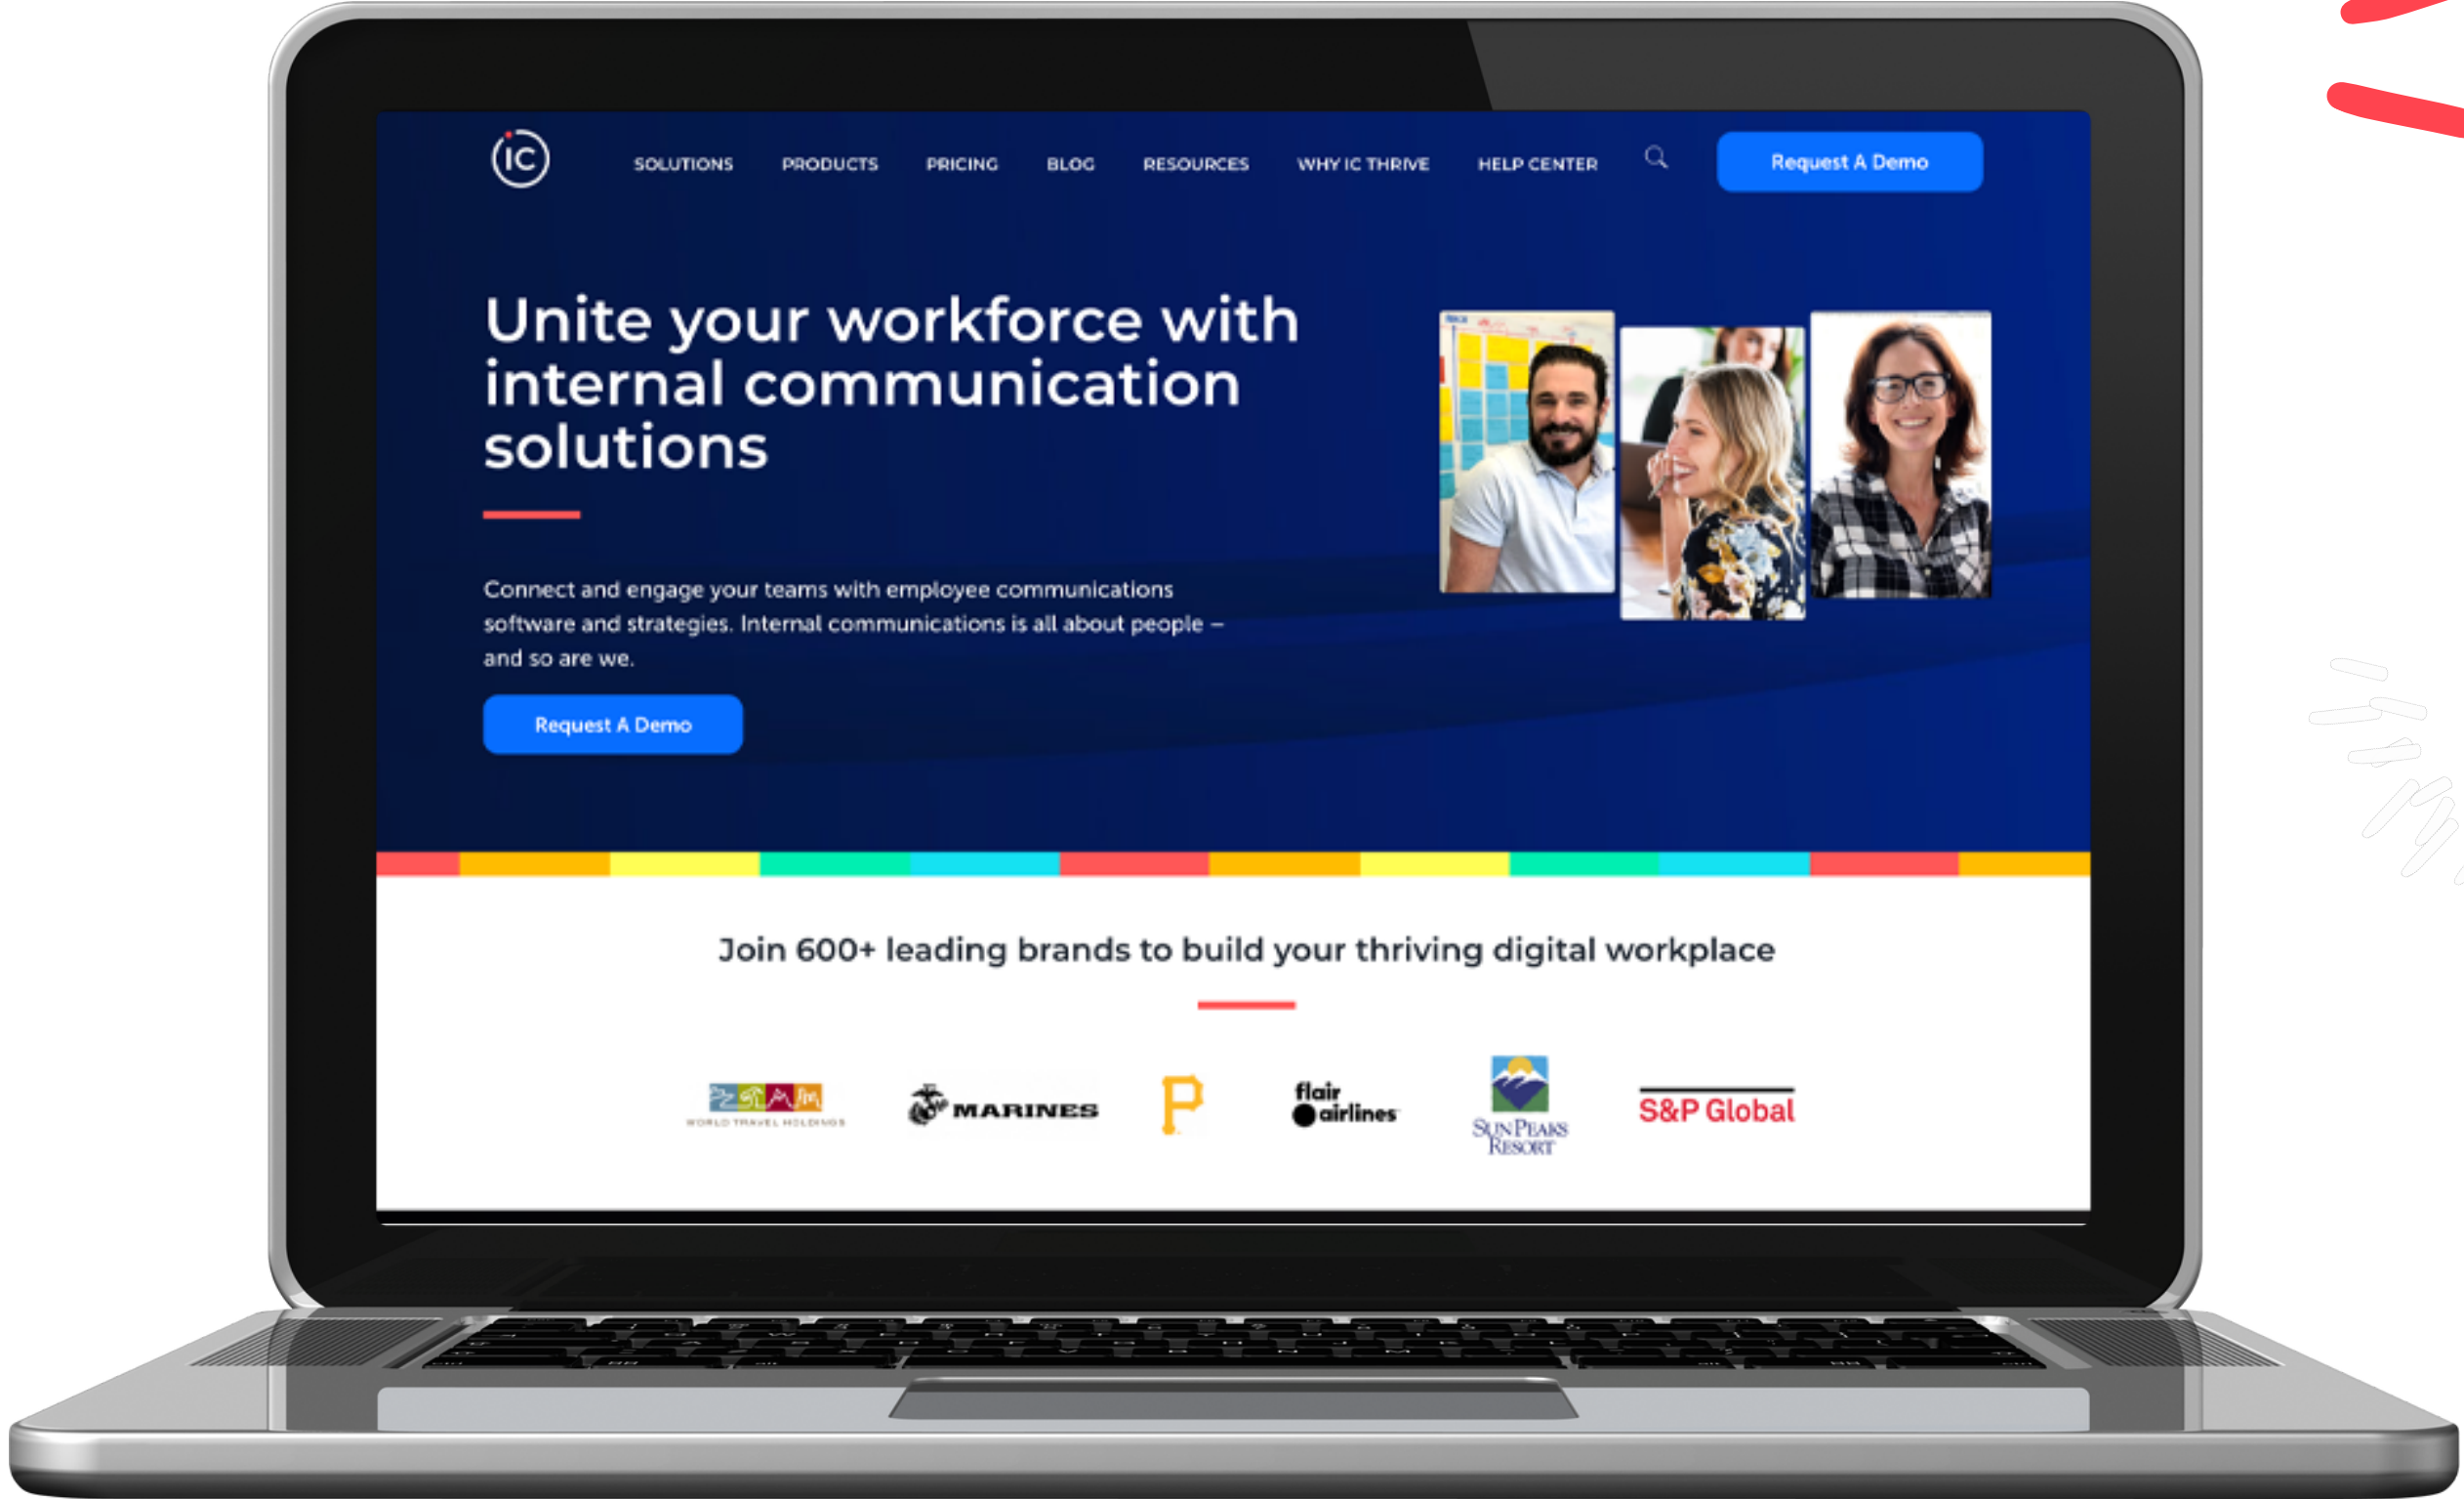 iC
SOLUTIONS
PRODUCTS
PRICING
BLOG
RESOURCES
WHY IC THRIVE
HELP CENTER
Request A Demo
Unite your workforce with
internal communication
solutions
Connect and engage your teams with employee communications
software and strategies. Internal communications is all about people –
and so are we.
Request A Demo
Join 600+ leading brands to build your thriving digital workplace
WORLD TRAVEL HOLDINGS
MARINES
P
flair
airlines
SUN PEAKS
RESORT
S&P Global